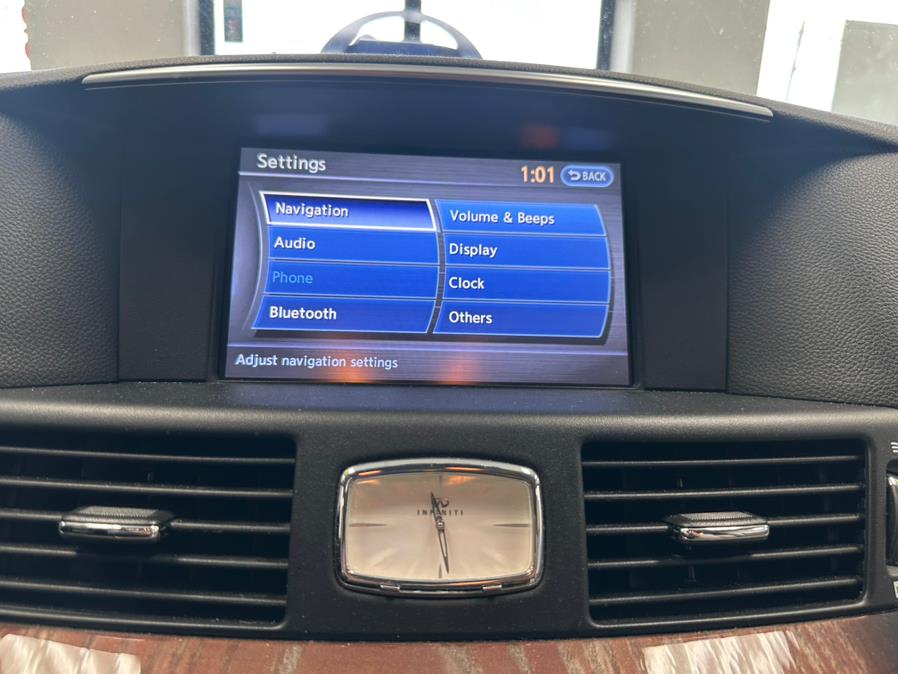 Settings
1:01 BACK
Navigation
Audio
Phone
Bluetooth
Volume & Beeps
Display
Clock
Others
Adjust navigation settings
INFINITI